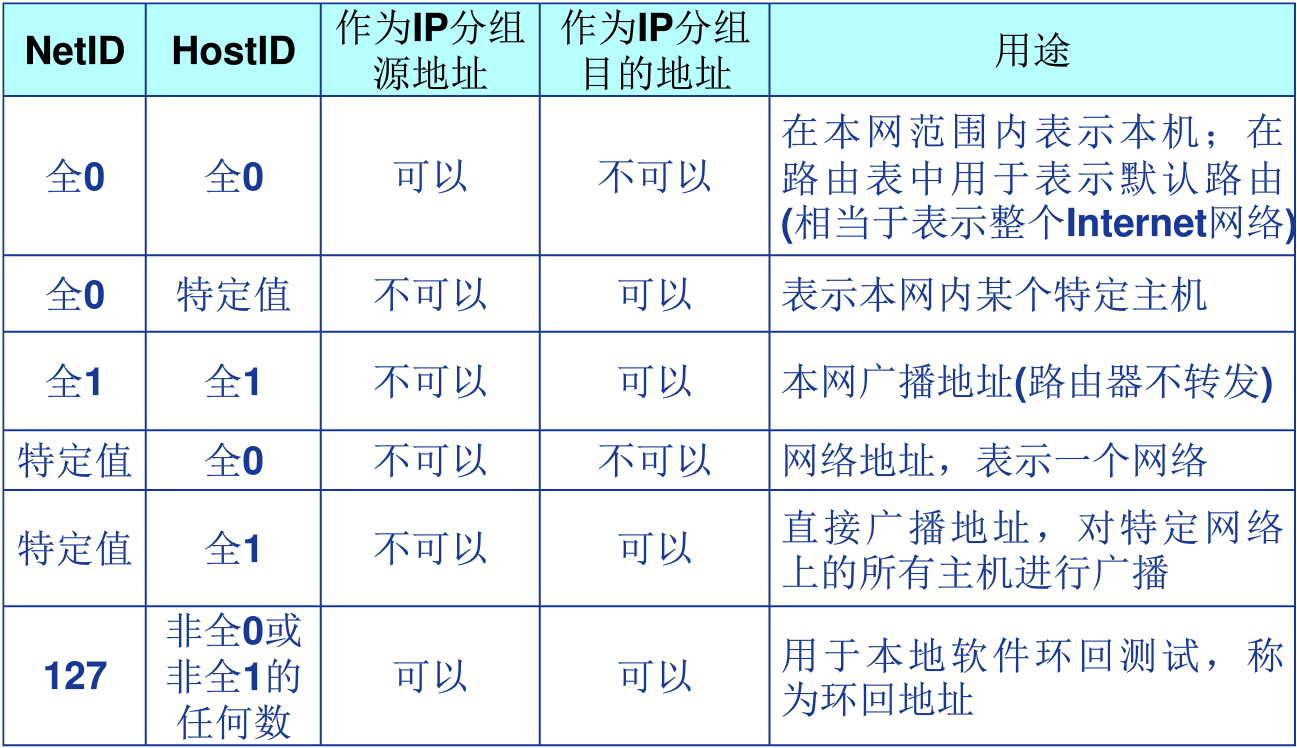 NetID
HostID
作为IP分组
源地址
作为IP分组
目的地址
用途
全0
全0
可以
不可以
在本网范围内表示本机；在
路由表中用于表示默认路由
(相当于表示整个Internet网络)
全0
特定值
不可以
可以
表示本网内某个特定主机
全1
全1
不可以
可以
本网广播地址(路由器不转发)
特定值
全0
不可以
不可以
网络地址，表示一个网络
特定值
全1
不可以
可以
直接广播地址，对特定网络
上的所有主机进行广播
127
非全0或
非全1的
任何数
可以
可以
用于本地软件环回测试，称
为环回地址